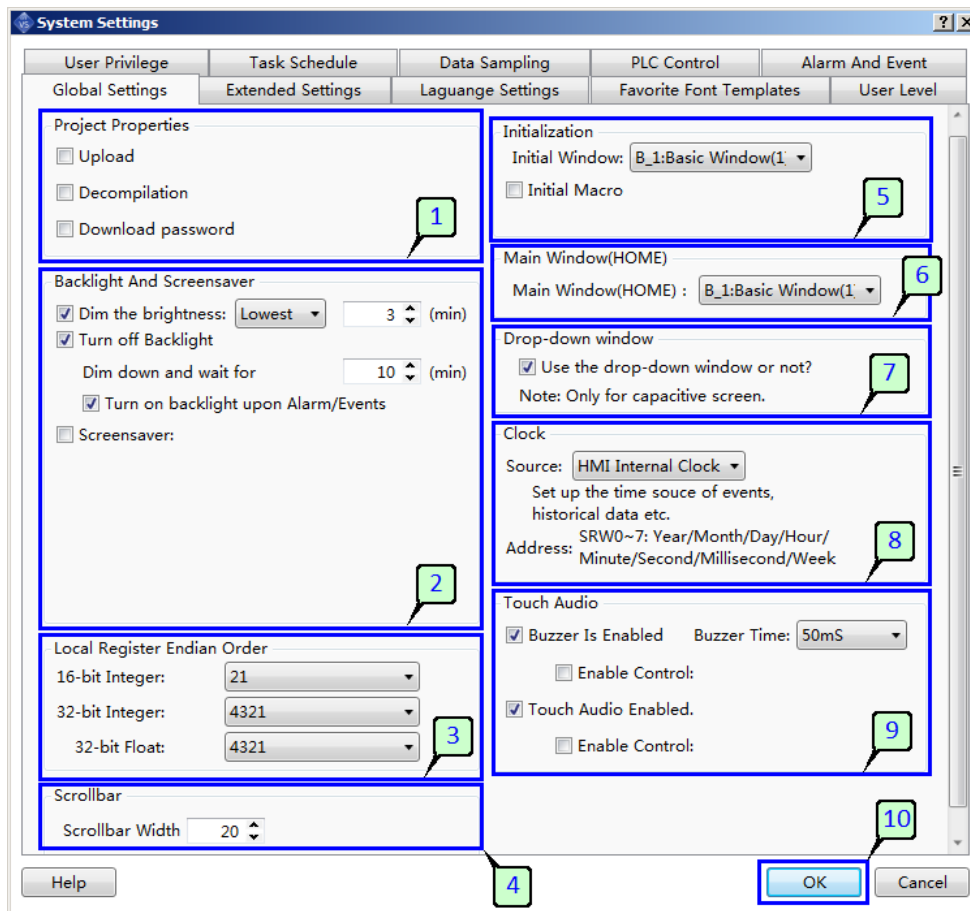 System Settings
User Privilege
Task Schedule
Data Sampling
PLC Control
Alarm And Event
Global Settings
Extended Settings
Laguange Settings
Favorite Font Templates
User Level
Project Properties
Upload
Decompilation
Download password
1
Backlight And Screensaver
Dim the brightness: Lowest 3 (min)
Turn off Backlight
Dim down and wait for 10 (min)
Turn on backlight upon Alarm/Events
Screensaver:
2
Local Register Endian Order
16-bit Integer: 21
32-bit Integer: 4321
32-bit Float: 4321
3
Scrollbar
Scrollbar Width 20
4
Initialization
Initial Window: B_1:Basic Window(1
Initial Macro
5
Main Window(HOME)
Main Window(HOME) : B_1:Basic Window(1
6
Drop-down window
Use the drop-down window or not?
Note: Only for capacitive screen.
7
Clock
Source: HMI Internal Clock
Set up the time souce of events,
historical data etc.
Address: SRW0~7: Year/Month/Day/Hour/
Minute/Second/Millisecond/Week
8
Touch Audio
Buzzer Is Enabled Buzzer Time: 50mS
Enable Control:
Touch Audio Enabled.
Enable Control:
9
10
Help
OK
Cancel